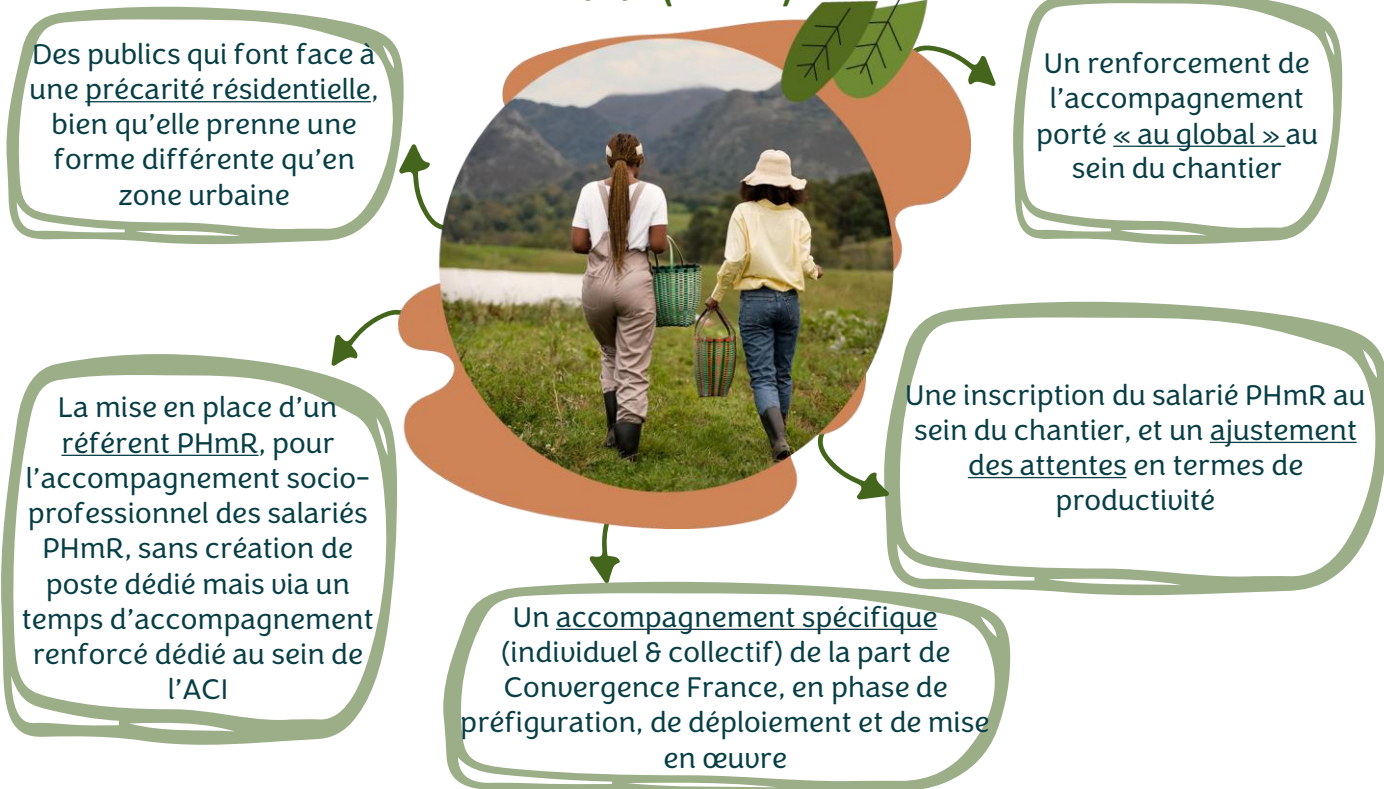 Des publics qui font face à
une précarité résidentielle,
bien qu'elle prenne une
forme différente qu'en
zone urbaine
Un renforcement de
l'accompagnement
porté « au global » au
sein du chantier
La mise en place d'un
référent PHmR, pour
l'accompagnement socio-
professionnel des salariés
PHmR, sans création de
poste dédié mais via un
temps d'accompagnement
renforcé dédié au sein de
l'ACI
Une inscription du salarié PHmR au
sein du chantier, et un ajustement
des attentes en termes de
productivité
Un accompagnement spécifique
(individuel & collectif) de la part de
Convergence France, en phase de
préfiguration, de déploiement et de mise
en œuvre